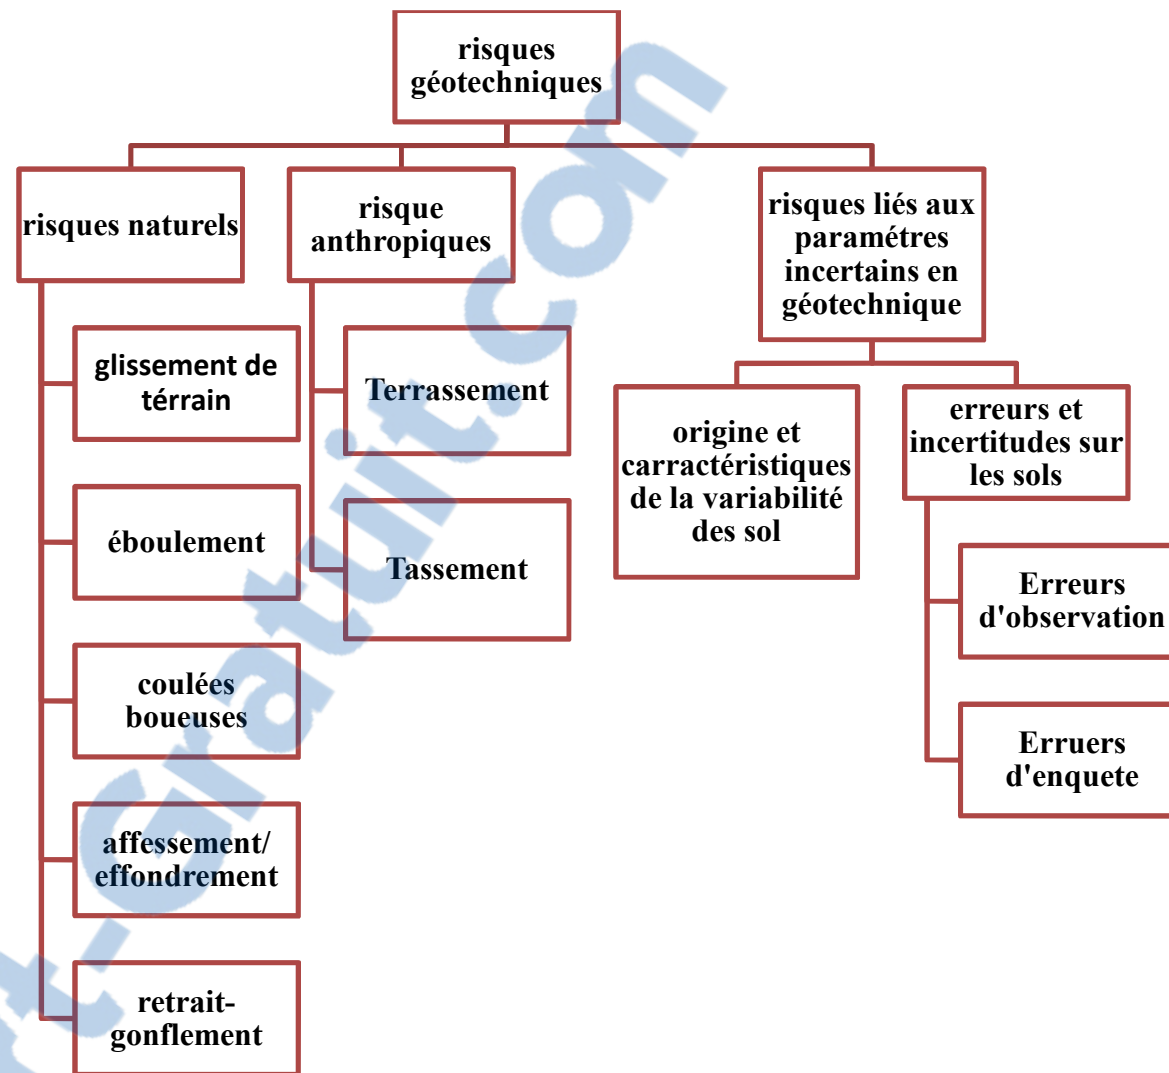 risques
géotechniques
risques naturels
risque
anthropiques
risques liés aux
paramétres
incertains en
géotechnique
glissement de
térrain
éboulement
coulées
boueuses
affessement/
effondrement
retrait-
gonflement
Terrassement
Tassement
origine et
carractéristiques
de la variabilité
des sol
erreurs et
incertitudes sur
les sols
Erreurs
d'observation
Erruers
d'enquete
t-Gratuit.com